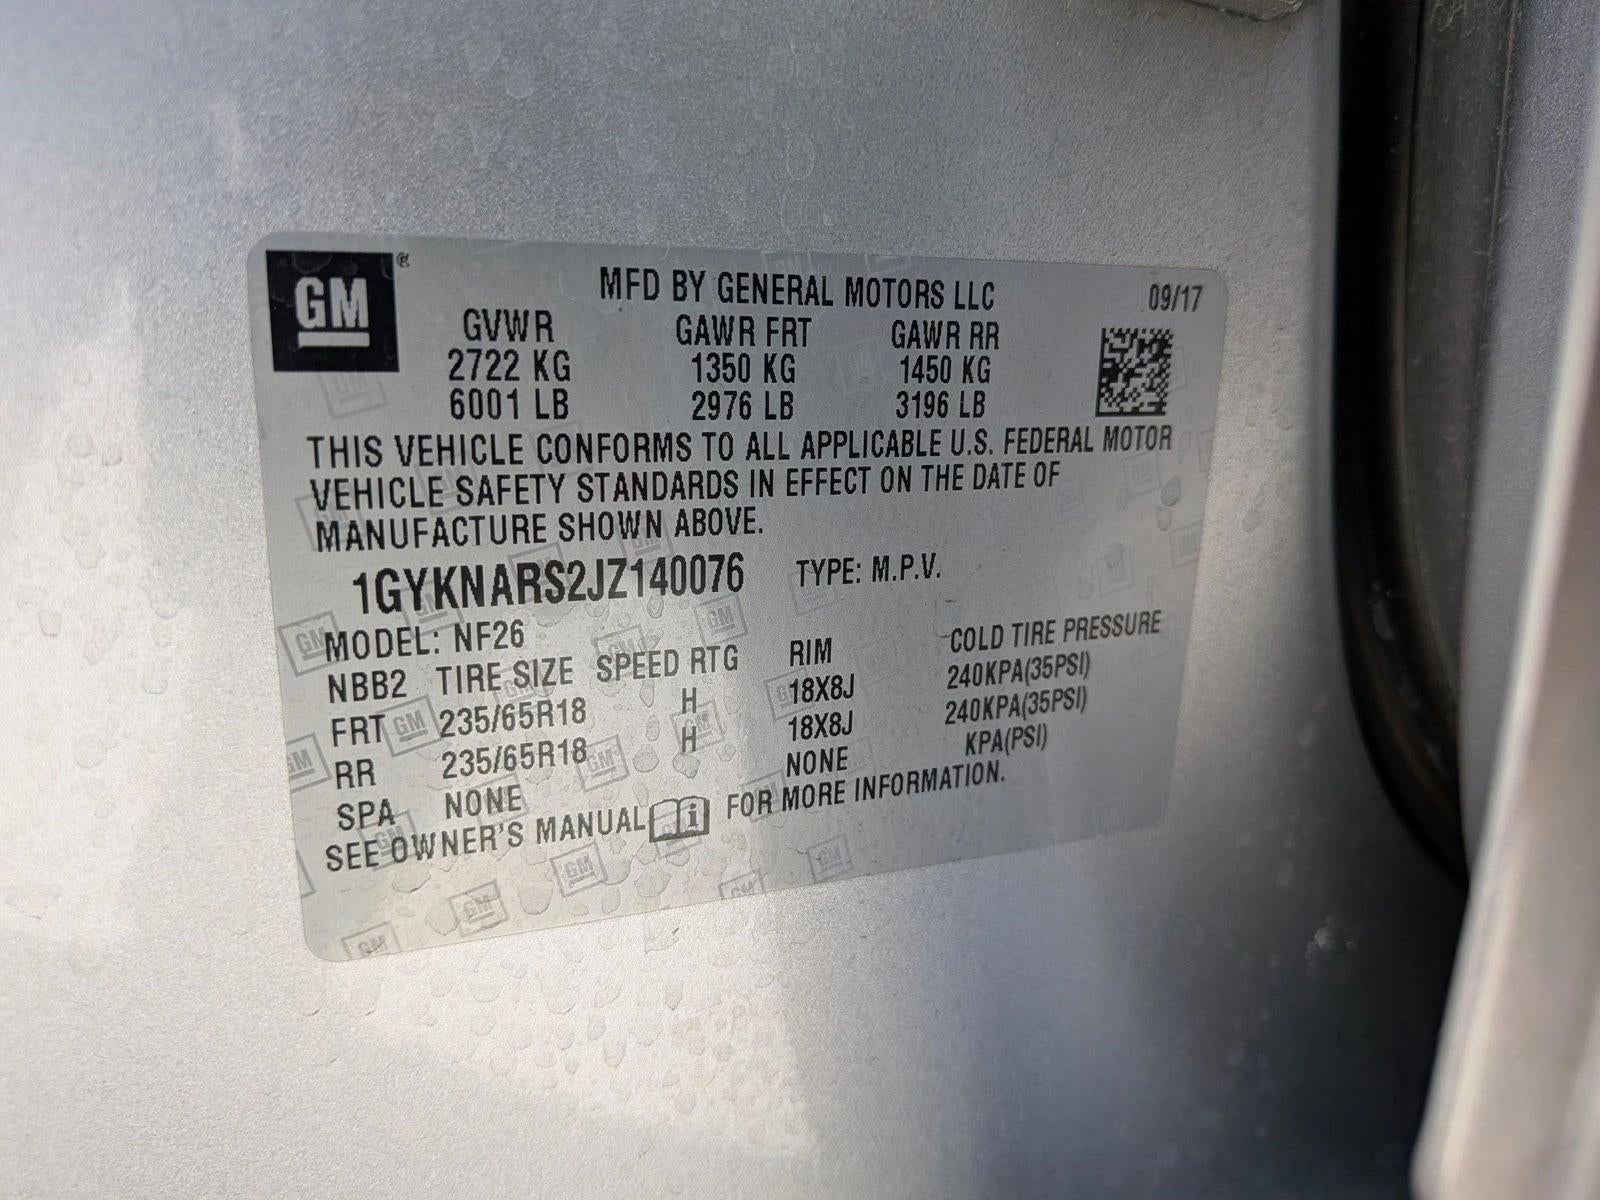 GM®
MFD BY GENERAL MOTORS LLC 09/17
GVWR GAWR FRT GAWR RR
2722 KG 1350 KG 1450 KG
6001 LB 2976 LB 3196 LB
THIS VEHICLE CONFORMS TO ALL APPLICABLE U.S. FEDERAL MOTOR
VEHICLE SAFETY STANDARDS IN EFFECT ON THE DATE OF
MANUFACTURE SHOWN ABOVE.
1GYKNARS2JZ140076 TYPE: M.P.V.
MODEL: NF26
NBB2 TIRE SIZE SPEED RTG RIM COLD TIRE PRESSURE
FRT 235/65R18 H 18X8J 240KPA(35PSI)
RR 235/65R18 H 18X8J 240KPA(35PSI)
SPA NONE NONE KPA(PSI)
SEE OWNER'S MANUAL i FOR MORE INFORMATION.